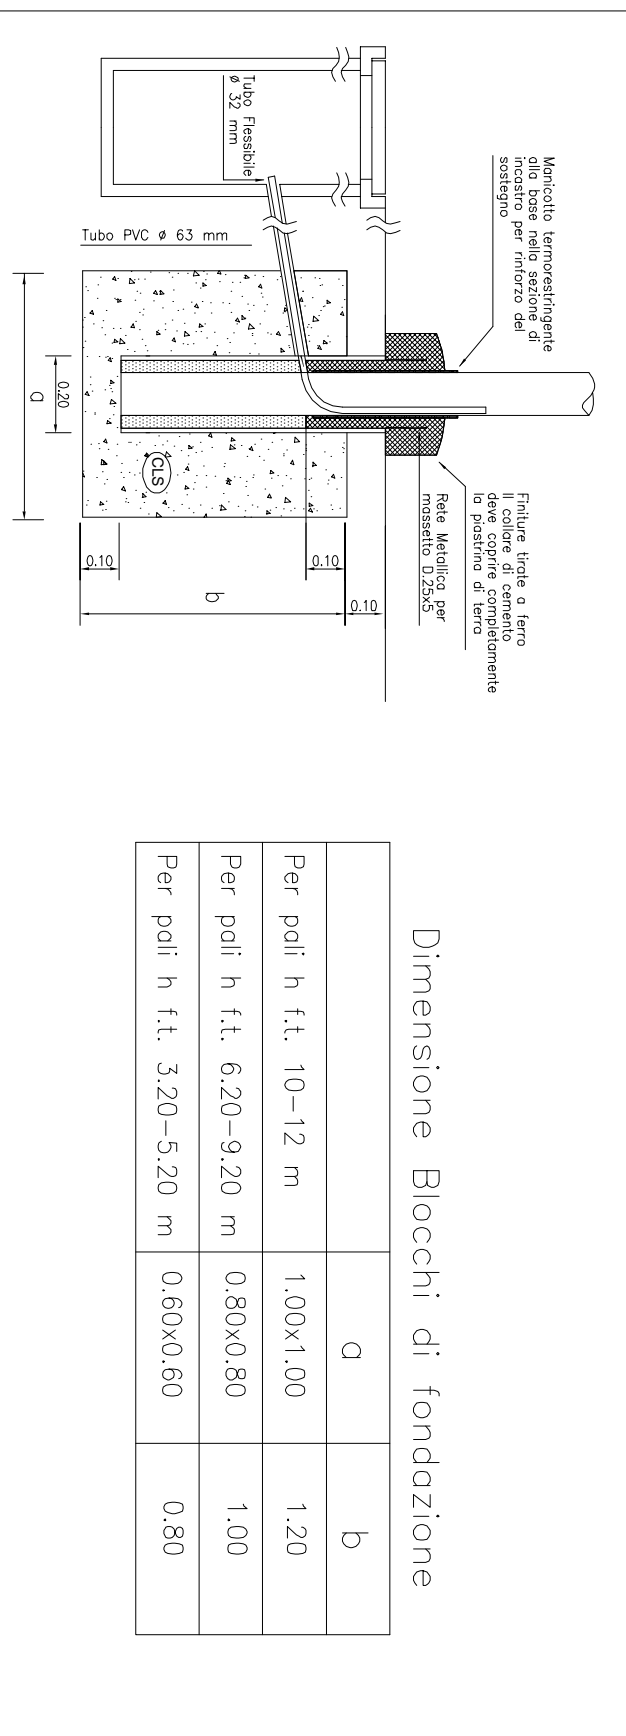 Manicotto termorestringente
alla base nella sezione di
incastro per rinforzo del
sostegno
Tubo Flessibile
ø 32 mm
Tubo PVC ø 63 mm
Finiture tirate a ferro
Il collare di cemento
deve coprire completamente
la piastrina di terra
Rete Metallica per
massetto D.25x5
CLS
0.20
a
0.10
0.10
0.10
b
Dimensione Blocchi di fondazione
a b
Per pali h f.t. 10-12 m 1.00x1.00 1.20
Per pali h f.t. 6.20-9.20 m 0.80x0.80 1.00
Per pali h f.t. 3.20-5.20 m 0.60x0.60 0.80